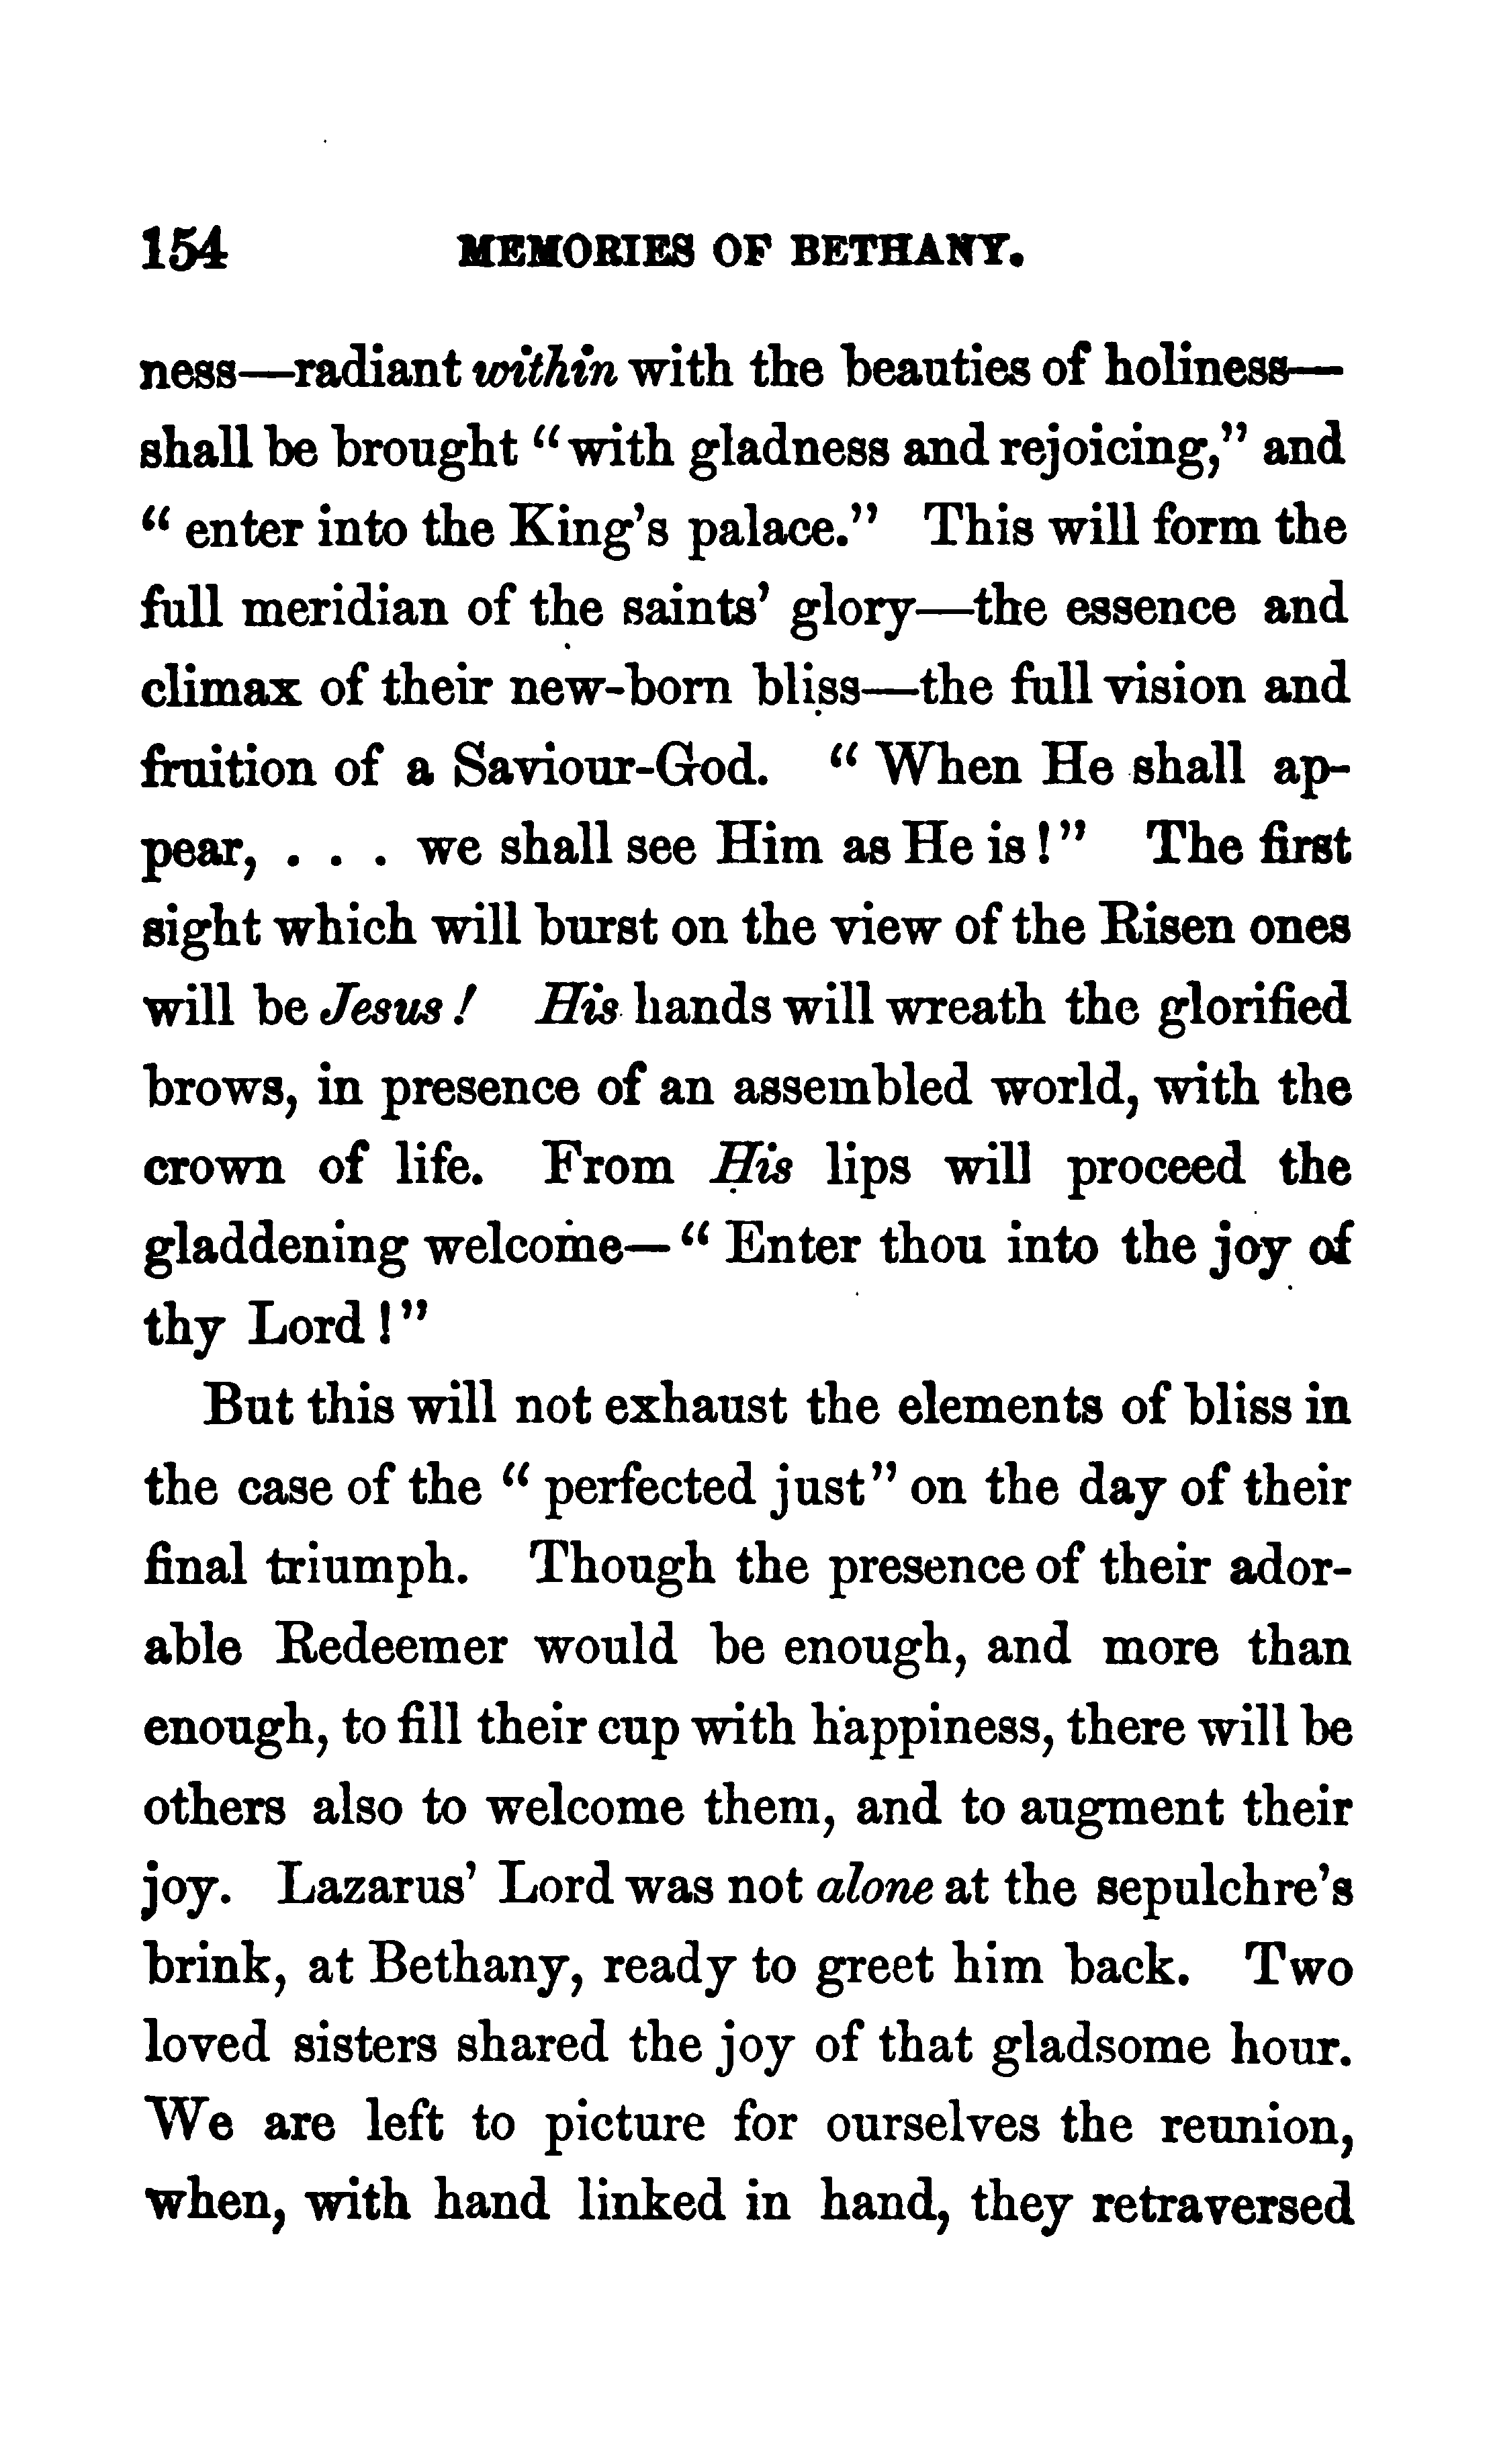 154 MEMORIES OF BETHANY.
ness—radiant within with the beauties of holiness—
shall be brought “with gladness and rejoicing,” and
“enter into the King’s palace.” This will form the
full meridian of the saints’ glory—the essence and
climax of their new-born bliss—the full vision and
fruition of a Saviour-God. “When He shall ap-
pear, . . . we shall see Him as He is!” The first
sight which will burst on the view of the Risen ones
will be Jesus! His hands will wreath the glorified
brows, in presence of an assembled world, with the
crown of life. From His lips will proceed the
gladdening welcome—“Enter thou into the joy of
thy Lord!”
But this will not exhaust the elements of bliss in
the case of the “perfected just” on the day of their
final triumph. Though the presence of their ador-
able Redeemer would be enough, and more than
enough, to fill their cup with happiness, there will be
others also to welcome them, and to augment their
joy. Lazarus’ Lord was not alone at the sepulchre’s
brink, at Bethany, ready to greet him back. Two
loved sisters shared the joy of that gladsome hour.
We are left to picture for ourselves the reunion,
when, with hand linked in hand, they retraversed